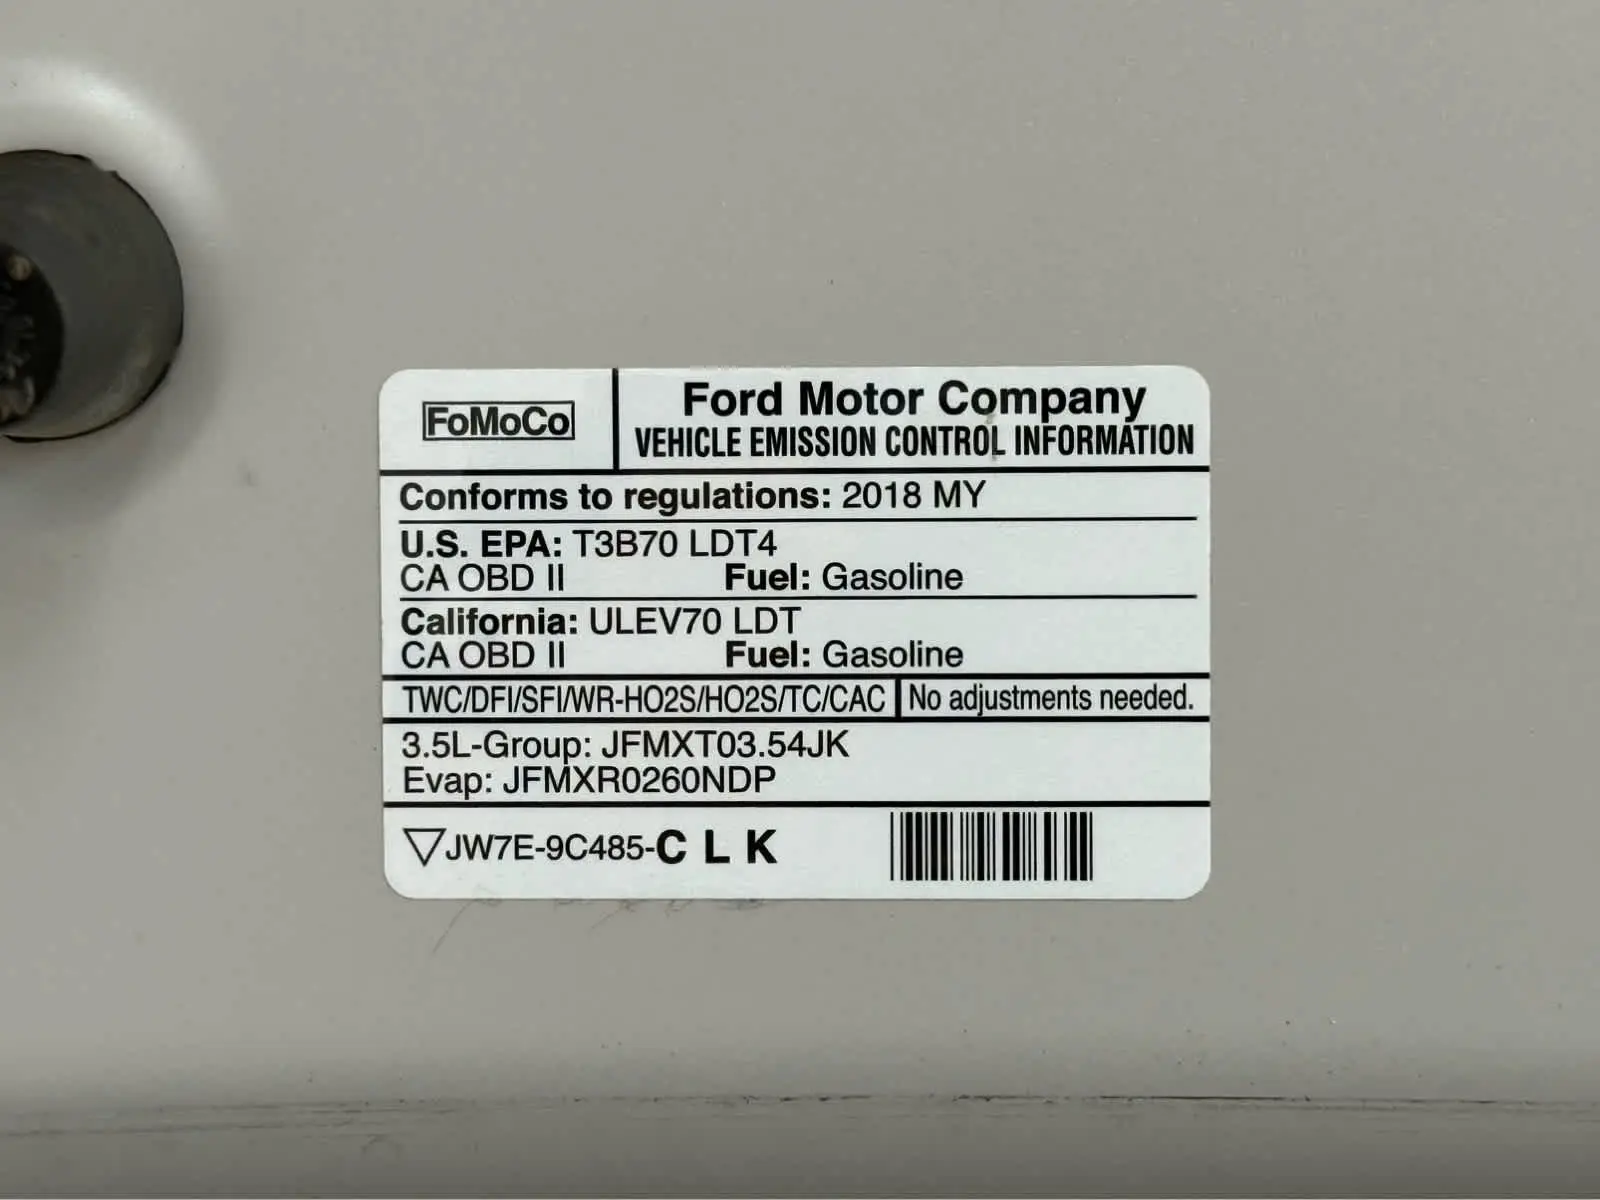 FoMoCo
Ford Motor Company
VEHICLE EMISSION CONTROL INFORMATION
Conforms to regulations: 2018 MY
U.S. EPA: T3B70 LDT4
CA OBD II Fuel: Gasoline
California: ULEV70 LDT
CA OBD II Fuel: Gasoline
TWC/DFI/SFI/WR-HO2S/HO2S/TC/CAC No adjustments needed.
3.5L-Group: JFMXT03.54JK
Evap: JFMXR0260NDP
▽JW7E-9C485-C L K